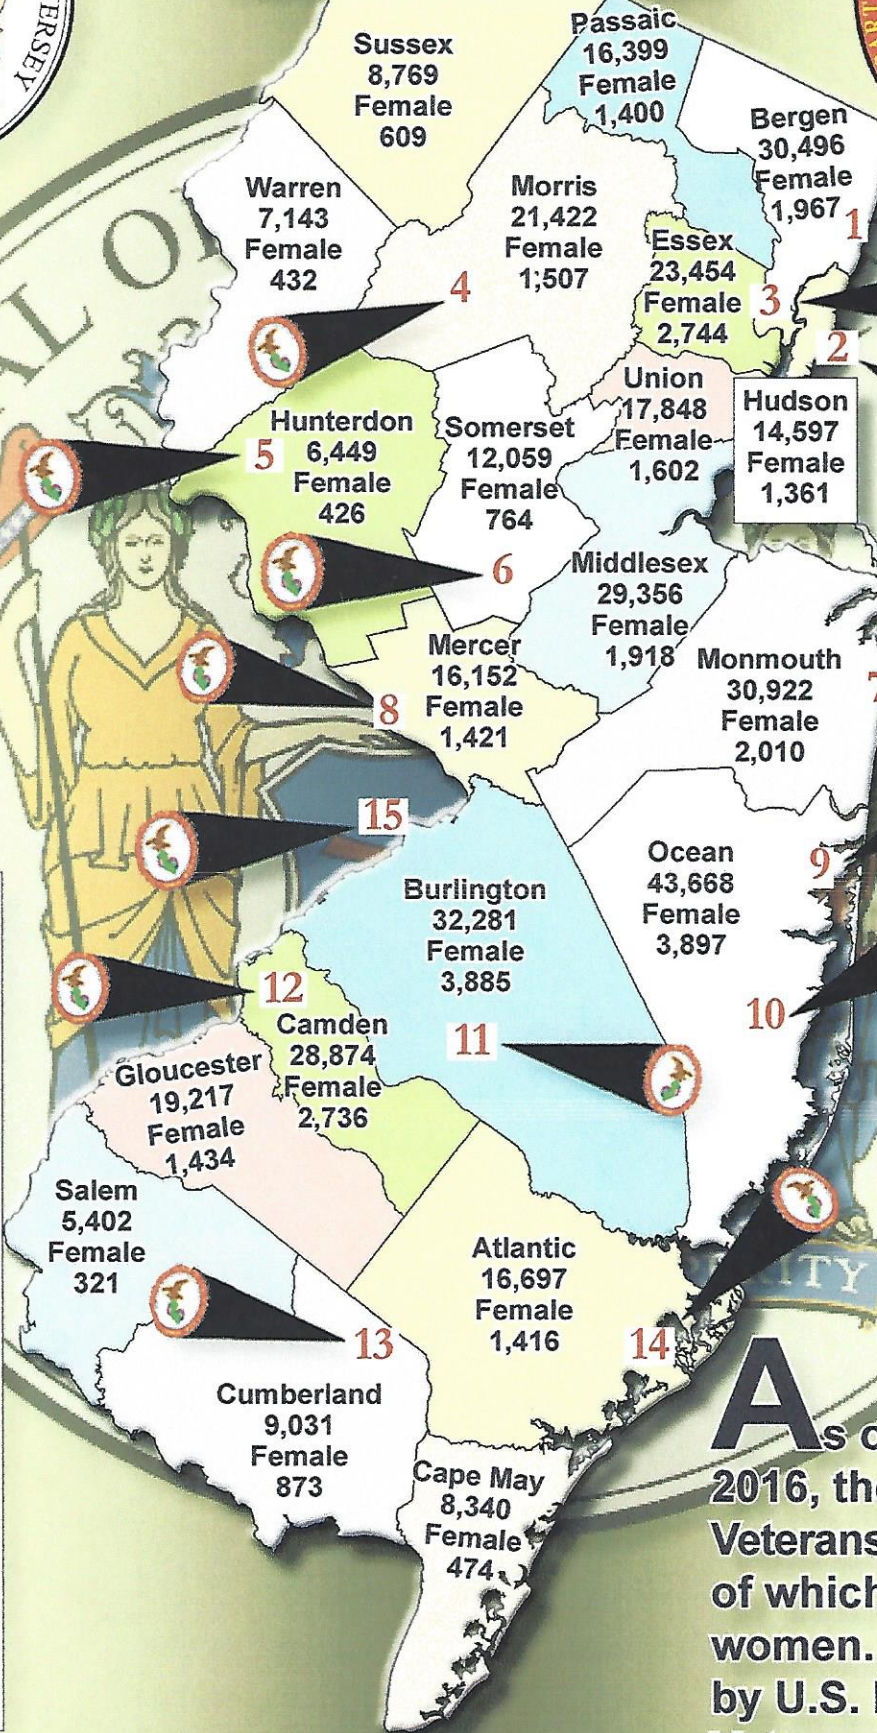 ERSEY
AL O
Sussex
8,769
Female
609
Passaic
16,399
Female
1,400
Bergen
30,496
Female
1,967
1
Warren
7,143
Female
432
Morris
21,422
Female
1,507
Essex
23,454
Female
2,744
3
4
2
Union
17,848
Female
1,602
Hudson
14,597
Female
1,361
Hunterdon
6,449
Female
426
5
Somerset
12,059
Female
764
6
Middlesex
29,356
Female
1,918
Mercer
16,152
Female
1,421
8
Monmouth
30,922
Female
2,010
7
15
Ocean
43,668
Female
3,897
9
Burlington
32,281
Female
3,885
10
11
12
Camden
28,874
Female
2,736
Gloucester
19,217
Female
1,434
Salem
5,402
Female
321
Atlantic
16,697
Female
1,416
14
13
PERITY
Cumberland
9,031
Female
873
Cape May
8,340
Female
474
As o
2016, the
Veterans
of which
women.
by U.S.